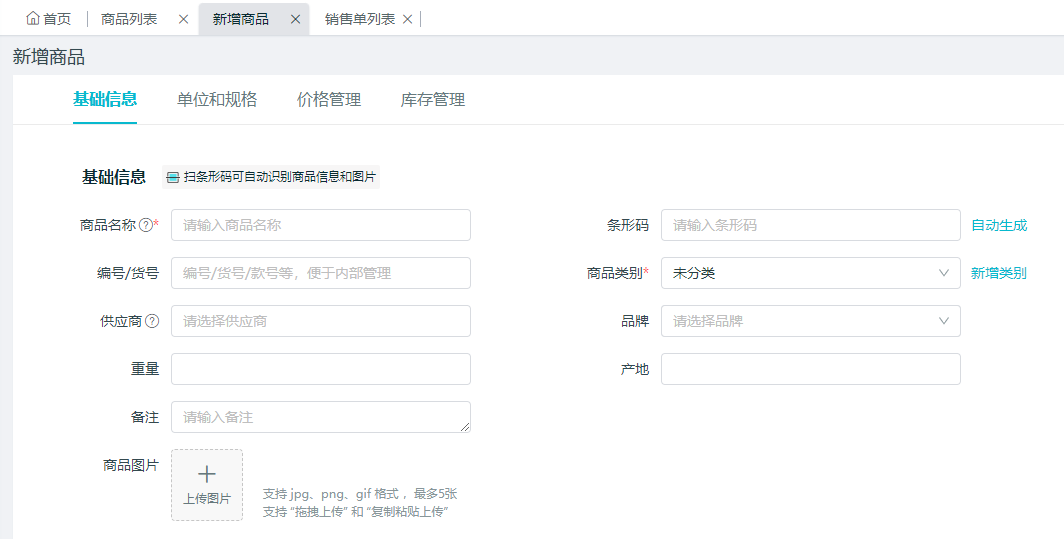 首页 商品列表 新增商品 销售单列表
新增商品
基础信息 单位和规格 价格管理 库存管理
基础信息 扫条形码可自动识别商品信息和图片
商品名称?* 请输入商品名称 条形码 请输入条形码 自动生成
编号/货号 编号/货号/款号等，便于内部管理 商品类别* 未分类 新增类别
供应商? 请选择供应商 品牌 请选择品牌
重量 产地
备注 请输入备注
商品图片
上传图片
支持 jpg、png、gif 格式 ，最多5张
支持 “拖拽上传” 和 “复制粘贴上传”